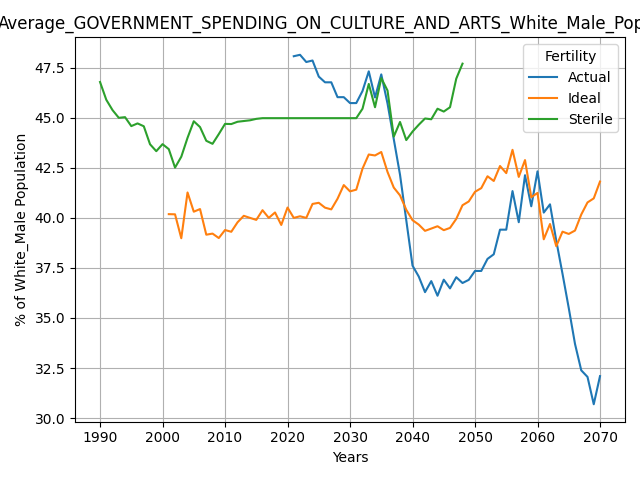 Average_GOVERNMENT_SPENDING_ON_CULTURE_AND_ARTS_White_Male_Pop
Fertility
Actual
Ideal
Sterile
% of White_Male Population
47.5
45.0
42.5
40.0
37.5
35.0
32.5
30.0
1990 2000 2010 2020 2030 2040 2050 2060 2070
Years